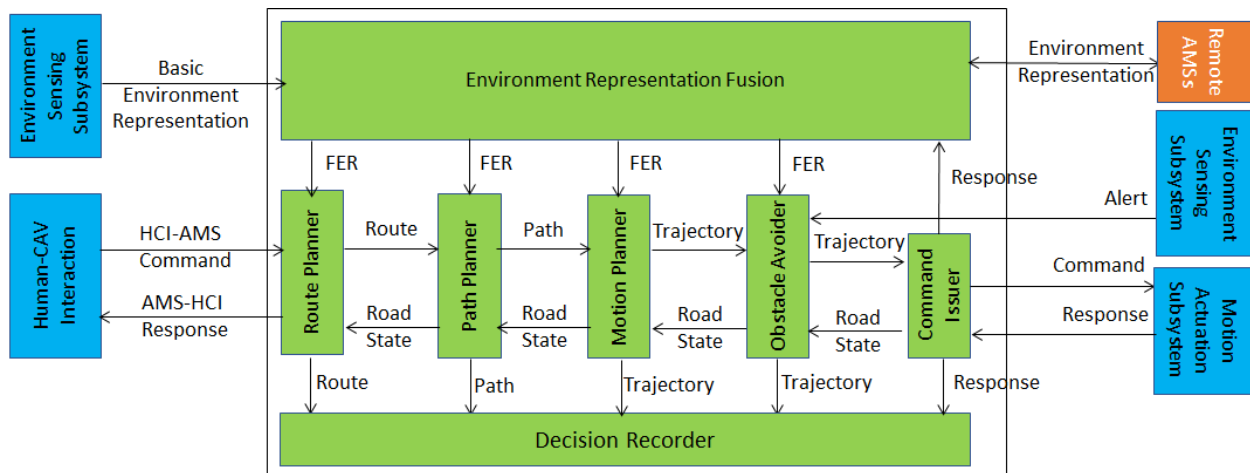 Environment
Sensing
Subsystem
Basic
Environment
Representation
Environment Representation Fusion
Environment
Representation
Remote
AMSs
FER
FER
FER
FER
Response
Environment
Sensing
Subsystem
Alert
Human-CAV
Interaction
HCI-AMS
Command
AMS-HCI
Response
Route Planner
Route
Road
State
Path Planner
Path
Road
State
Motion Planner
Trajectory
Road
State
Obstacle Avoider
Trajectory
Road
State
Command
Issuer
Command
Response
Motion
Actuation
Subsystem
Route
Path
Trajectory
Trajectory
Response
Decision Recorder